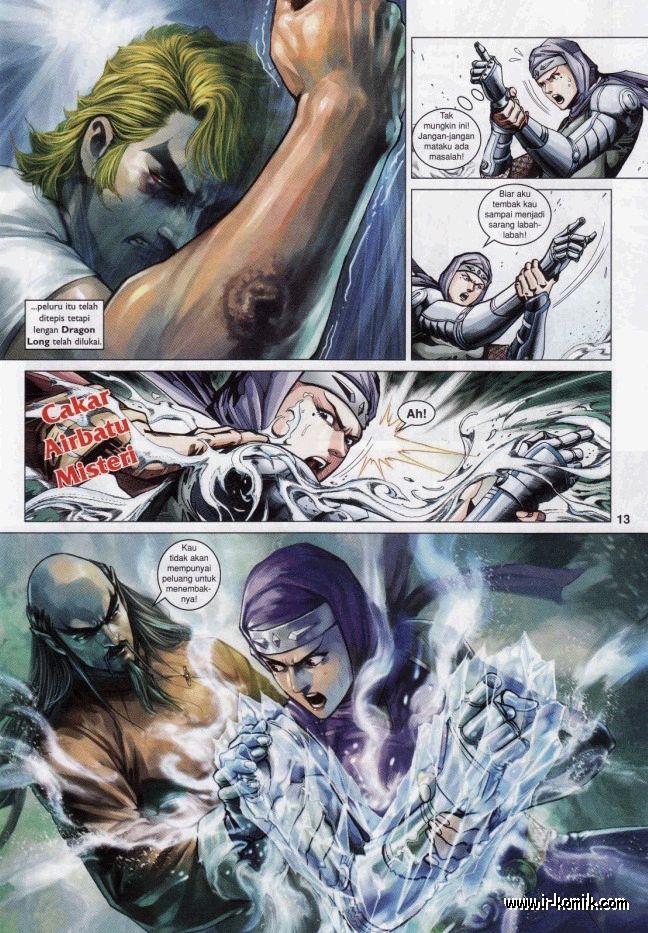 ...peluru itu telah
ditepis tetapi
lengan Dragon
Long telah dilukai.
Tak
mungkin ini!
Jangan-jangan
mataku ada
masalah!
Biar aku
tembak kau
sampai menjadi
sarang labah-
labah!
Cakar
Airbatu
Misteri
Ah!
13
Kau
tidak akan
mempunyai
peluang untuk
menembak-
nya!
www.ir-komik.com